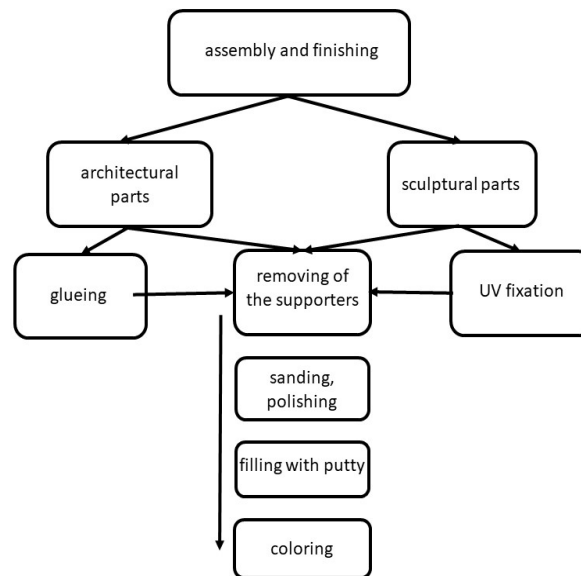 assembly and finishing
architectural
parts
sculptural parts
glueing
removing of
the supporters
UV fixation
sanding,
polishing
filling with putty
coloring